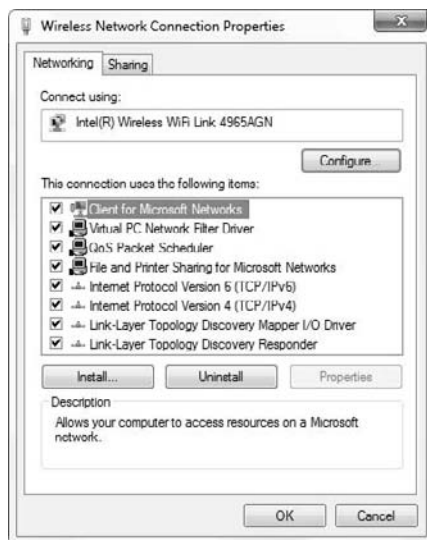 Wireless Network Connection Properties
Networking
Sharing
Connect using:
Intel(R) Wireless WiFi Link 4965AGN
Configure...
This connection uses the following items:
Client for Microsoft Networks
Virtual PC Network Filter Driver
QoS Packet Scheduler
File and Printer Sharing for Microsoft Networks
Internet Protocol Version 6 (TCP/IPv6)
Internet Protocol Version 4 (TCP/IPv4)
Link-Layer Topology Discovery Mapper I/O Driver
Link-Layer Topology Discovery Responder
Install...
Uninstall
Properties
Description
Allows your computer to access resources on a Microsoft
network.
OK
Cancel